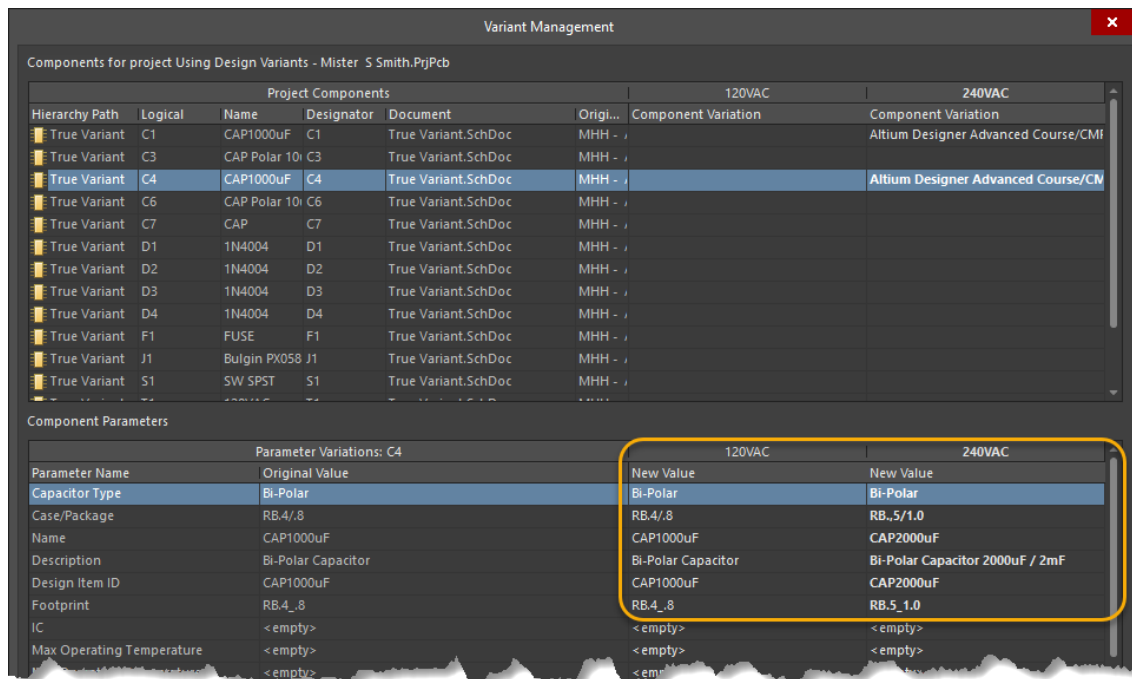 Variant Management
Components for project Using Design Variants - Mister S Smith.PrjPcb
Project Components 120VAC 240VAC
Hierarchy Path Logical Name Designator Document Origi... Component Variation Component Variation
True Variant C1 CAP1000uF C1 True Variant.SchDoc MHH - Altium Designer Advanced Course/CMP
True Variant C3 CAP Polar 10 C3 True Variant.SchDoc MHH -
True Variant C4 CAP1000uF C4 True Variant.SchDoc MHH - Altium Designer Advanced Course/CM
True Variant C6 CAP Polar 10 C6 True Variant.SchDoc MHH -
True Variant C7 CAP C7 True Variant.SchDoc MHH -
True Variant D1 1N4004 D1 True Variant.SchDoc MHH -
True Variant D2 1N4004 D2 True Variant.SchDoc MHH -
True Variant D3 1N4004 D3 True Variant.SchDoc MHH -
True Variant D4 1N4004 D4 True Variant.SchDoc MHH -
True Variant F1 FUSE F1 True Variant.SchDoc MHH -
True Variant J1 Bulgin PX058 J1 True Variant.SchDoc MHH -
True Variant S1 SW SPST S1 True Variant.SchDoc MHH -
Component Parameters
Parameter Variations: C4 120VAC 240VAC
Parameter Name Original Value New Value New Value
Capacitor Type Bi-Polar Bi-Polar Bi-Polar
Case/Package RB.4/.8 RB.4/.8 RB.,5/1.0
Name CAP1000uF CAP1000uF CAP2000uF
Description Bi-Polar Capacitor Bi-Polar Capacitor Bi-Polar Capacitor 2000uF / 2mF
Design Item ID CAP1000uF CAP1000uF CAP2000uF
Footprint RB.4_.8 RB.4_.8 RB.5_1.0
IC <empty> <empty> <empty>
Max Operating Temperature <empty> <empty> <empty>
<empty>